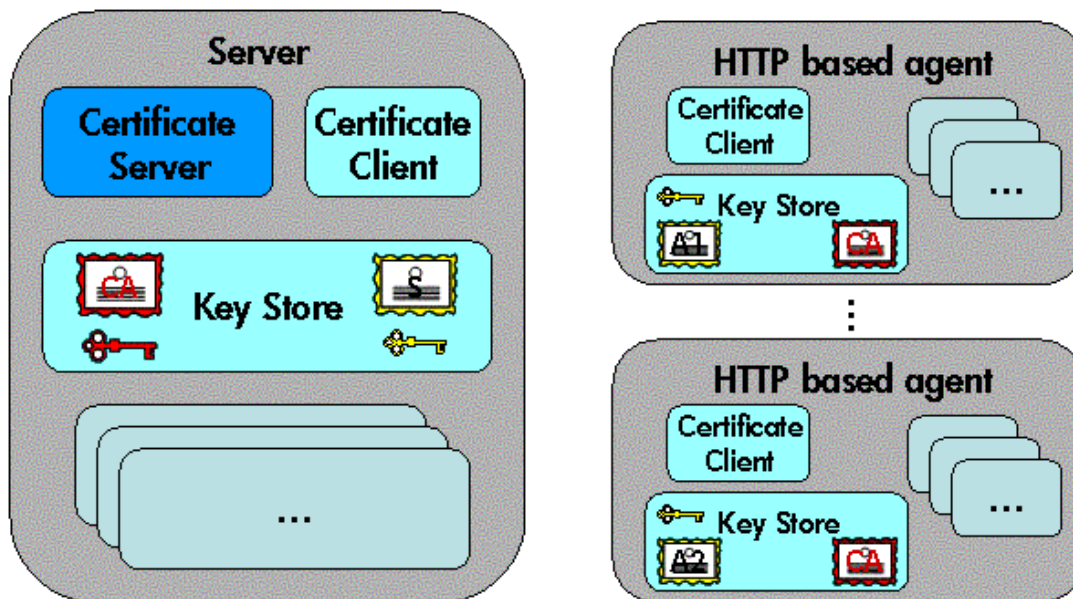 Server
Certificate
Server
Certificate
Client
CA
S
Key Store
...
HTTP based agent
Certificate
Client
...
Key Store
A1
CA
⋮
HTTP based agent
Certificate
Client
...
Key Store
A2
CA